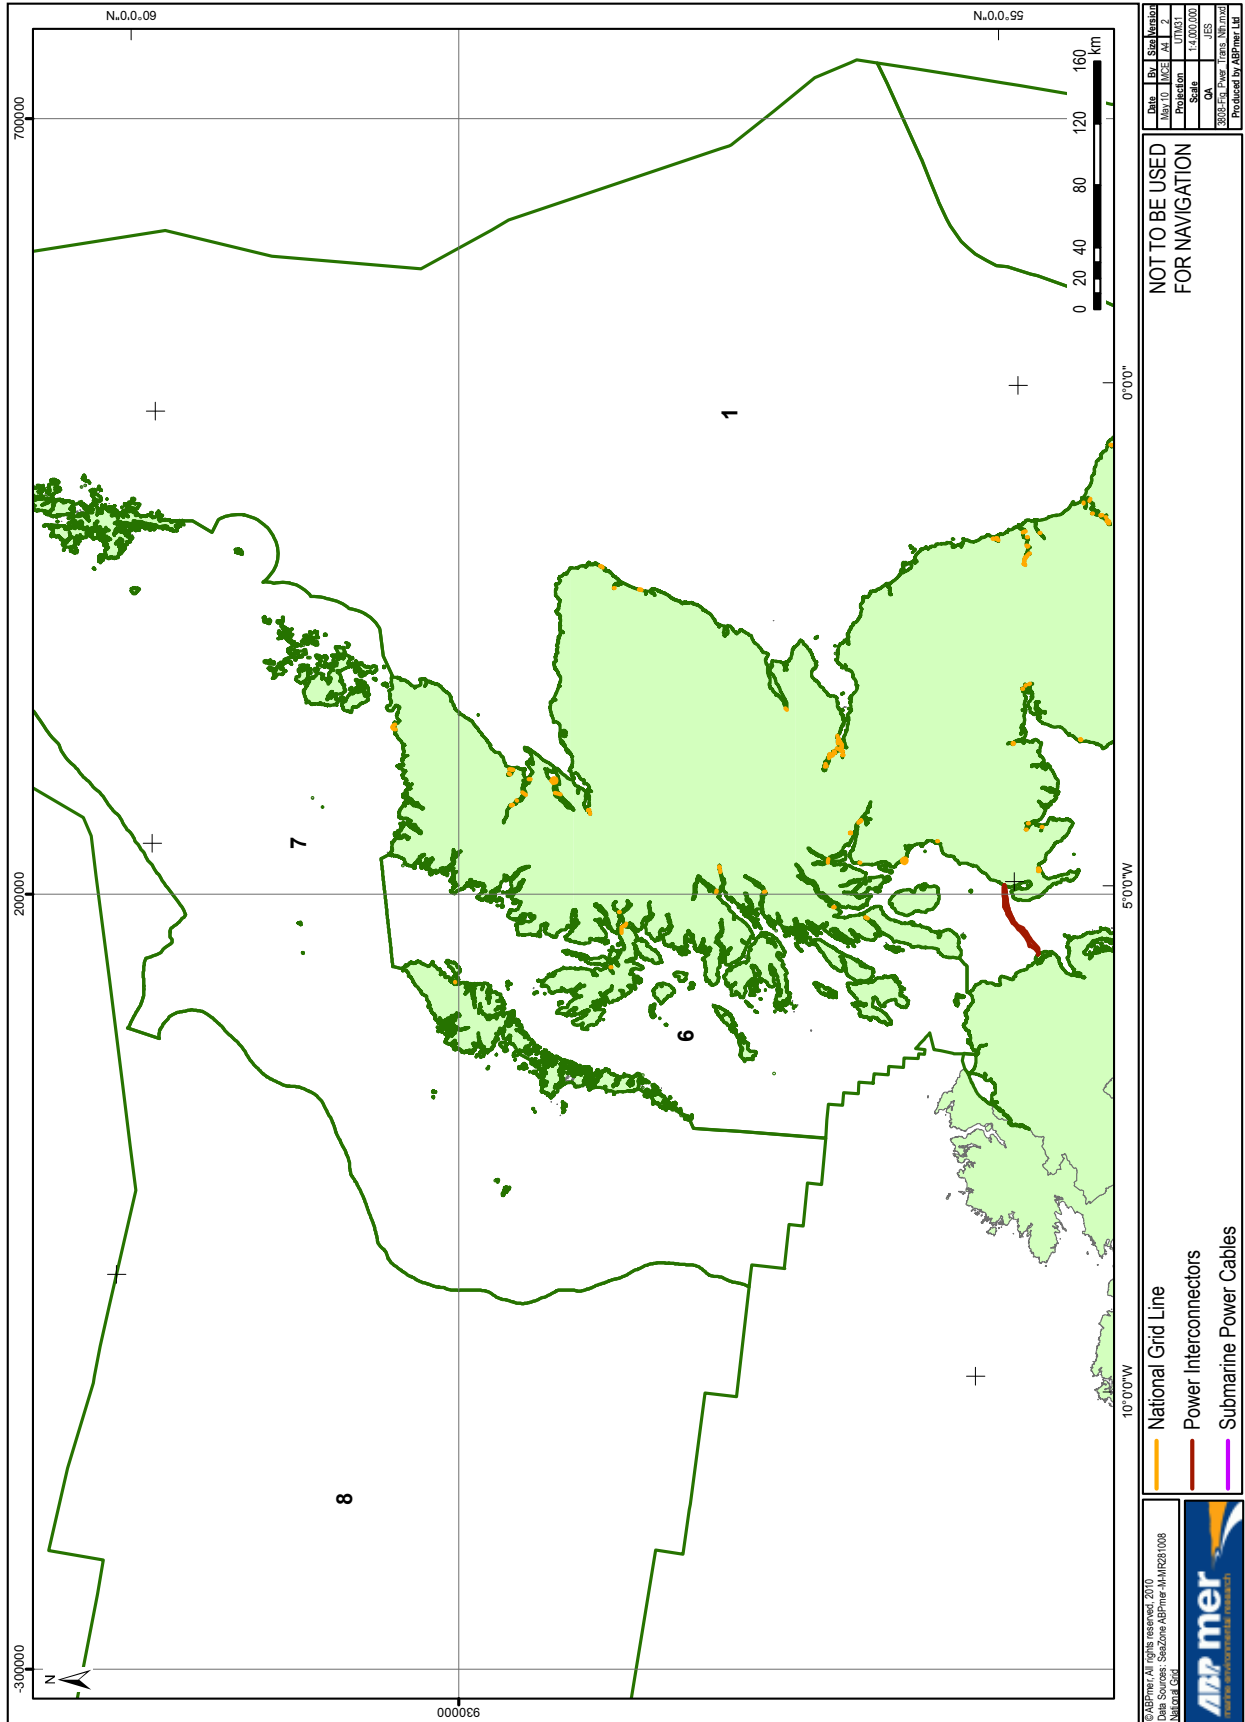 60°0'0"N
55°0'0"N
700000
200000
-300000
N
km
160
120
80
40
20
0
1
7
6
8
0°0'0"
5°0'0"W
10°0'0"W
930000
National Grid Line
Power Interconnectors
Submarine Power Cables
NOT TO BE USED
FOR NAVIGATION
Date By Size Version
May 10 MCE A4 2
Projection UTM31
Scale 1:4,000,000
QA JES
3808-Fig_Pwer_Trans_Nth.mxd
Produced by ABPmer Ltd
©ABPmer, All rights reserved, 2010
Data Sources: SeaZone ABPmer-M-MR281008
National Grid
ABP mer
marine environmental research